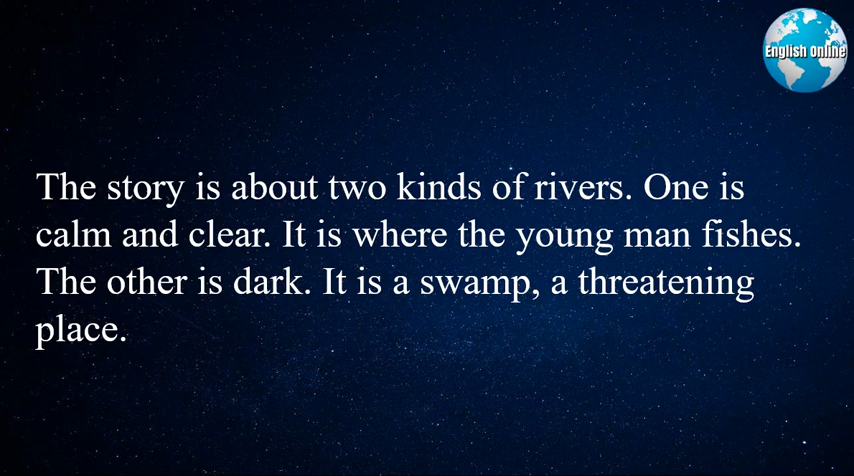 English Online
The story is about two kinds of rivers. One is
calm and clear. It is where the young man fishes.
The other is dark. It is a swamp, a threatening
place.